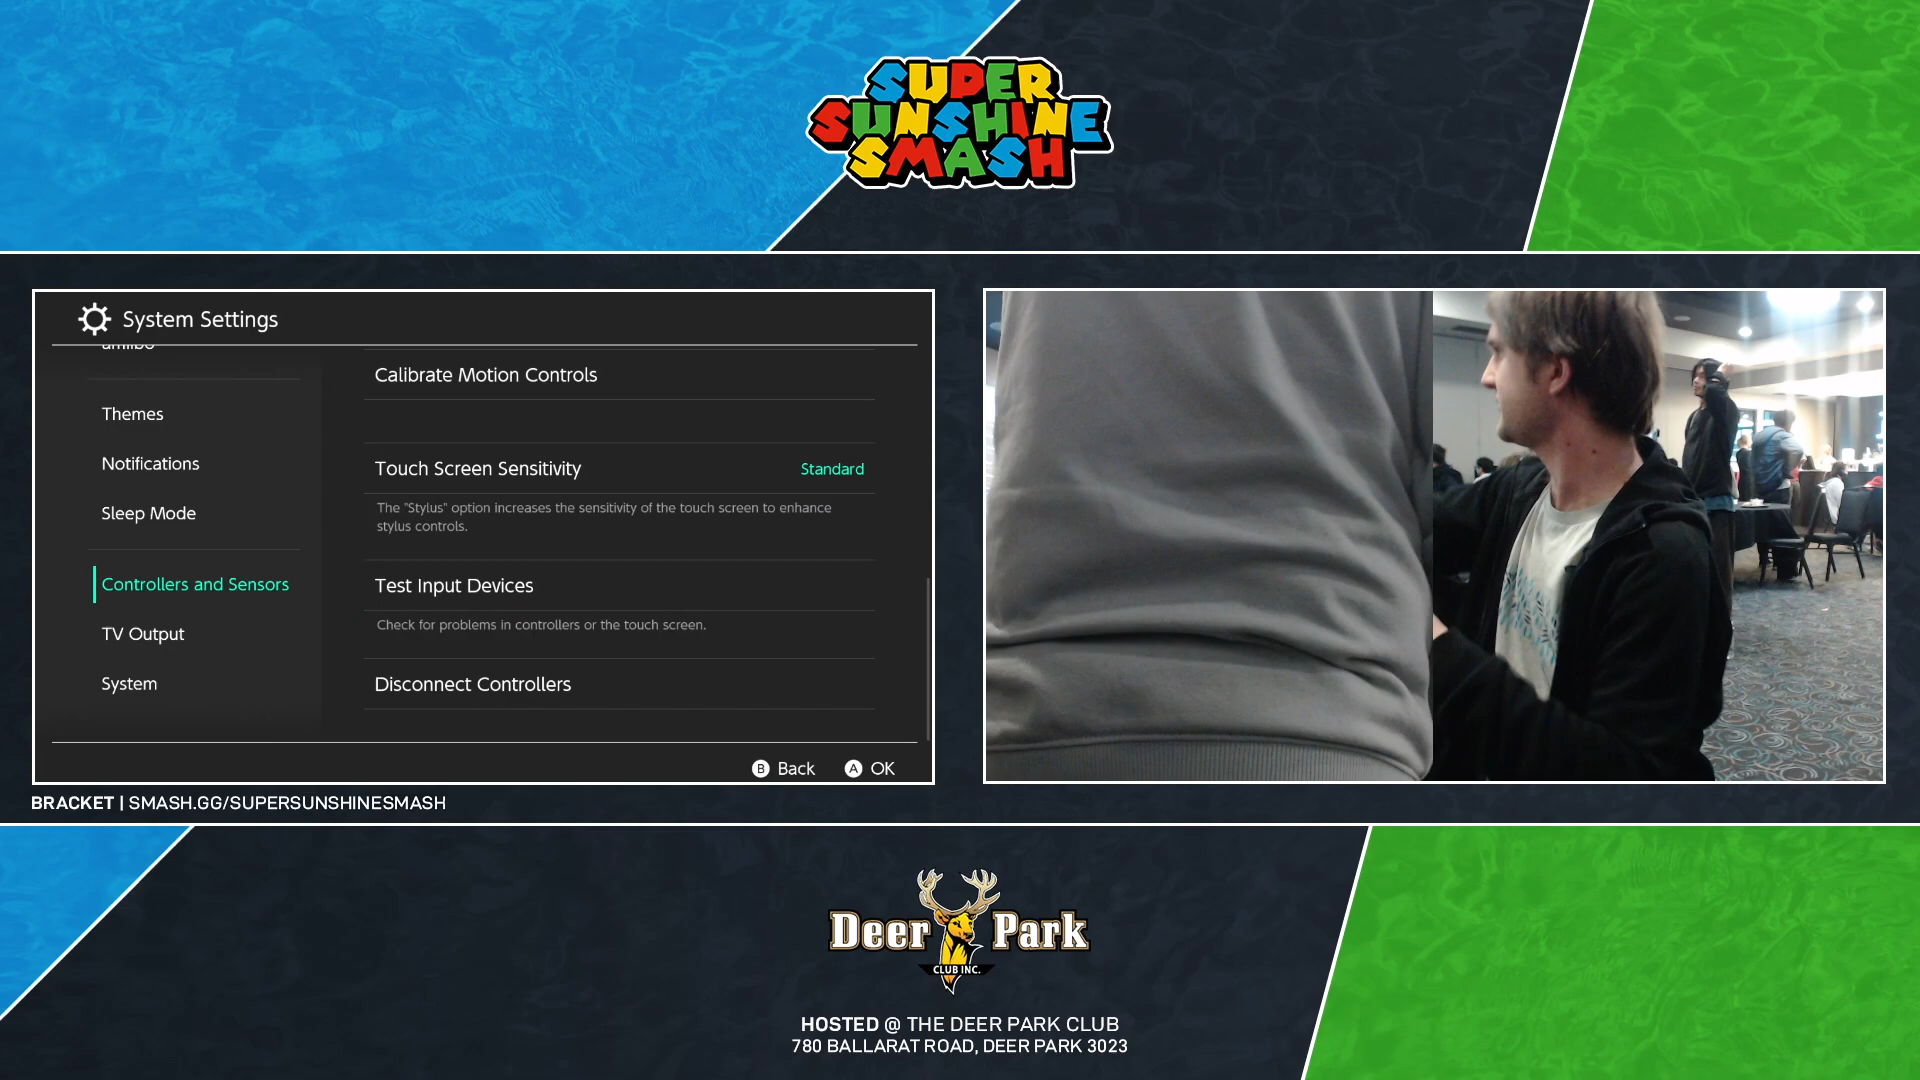 SUPER
SUNSHINE
SMASH
System Settings
amiibo
Themes
Notifications
Sleep Mode
Controllers and Sensors
TV Output
System
Calibrate Motion Controls
Touch Screen Sensitivity Standard
The "Stylus" option increases the sensitivity of the touch screen to enhance
stylus controls.
Test Input Devices
Check for problems in controllers or the touch screen.
Disconnect Controllers
B Back A OK
BRACKET | SMASH.GG/SUPERSUNSHINESMASH
Deer Park
CLUB INC.
HOSTED @ THE DEER PARK CLUB
780 BALLARAT ROAD, DEER PARK 3023